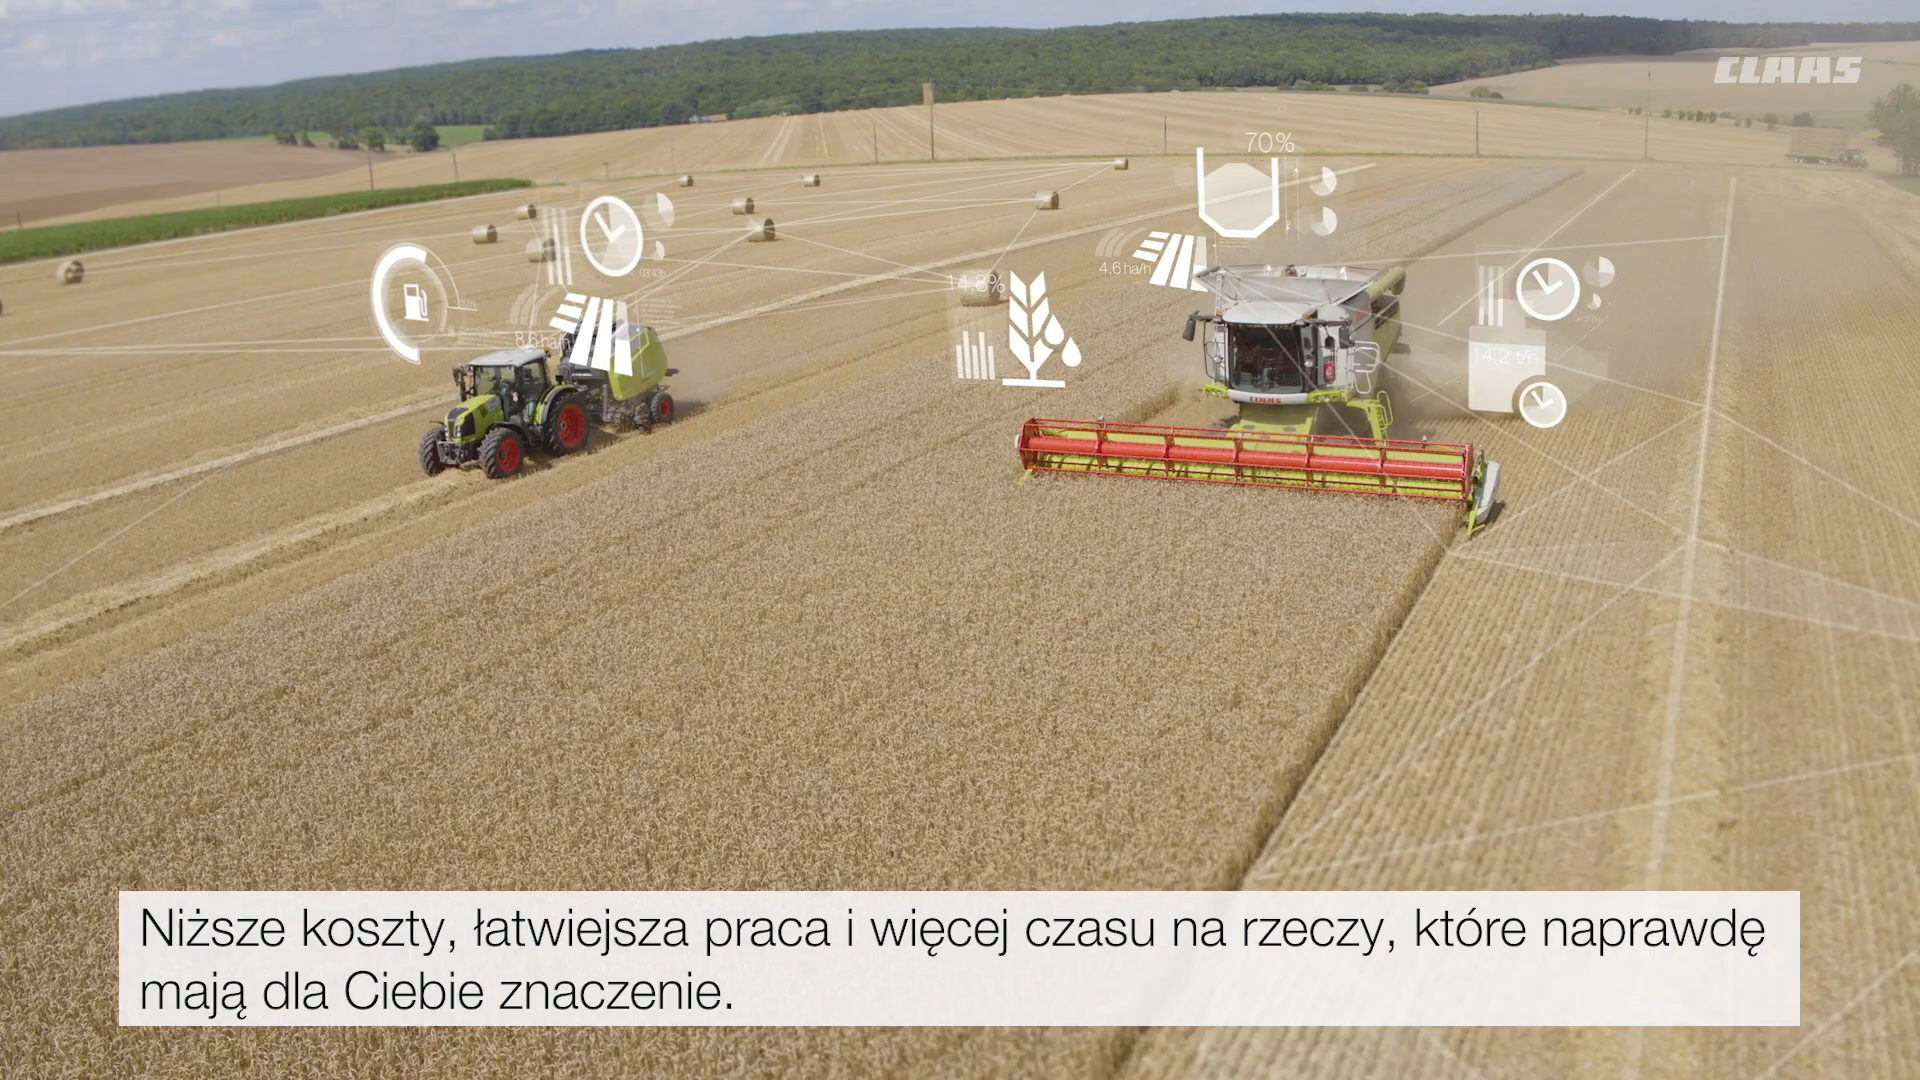 CLAAS
70%
4,6 ha/h
14,8%
8,6 ha/h
14,2 t/h
CLAAS
Niższe koszty, łatwiejsza praca i więcej czasu na rzeczy, które naprawdę
mają dla Ciebie znaczenie.